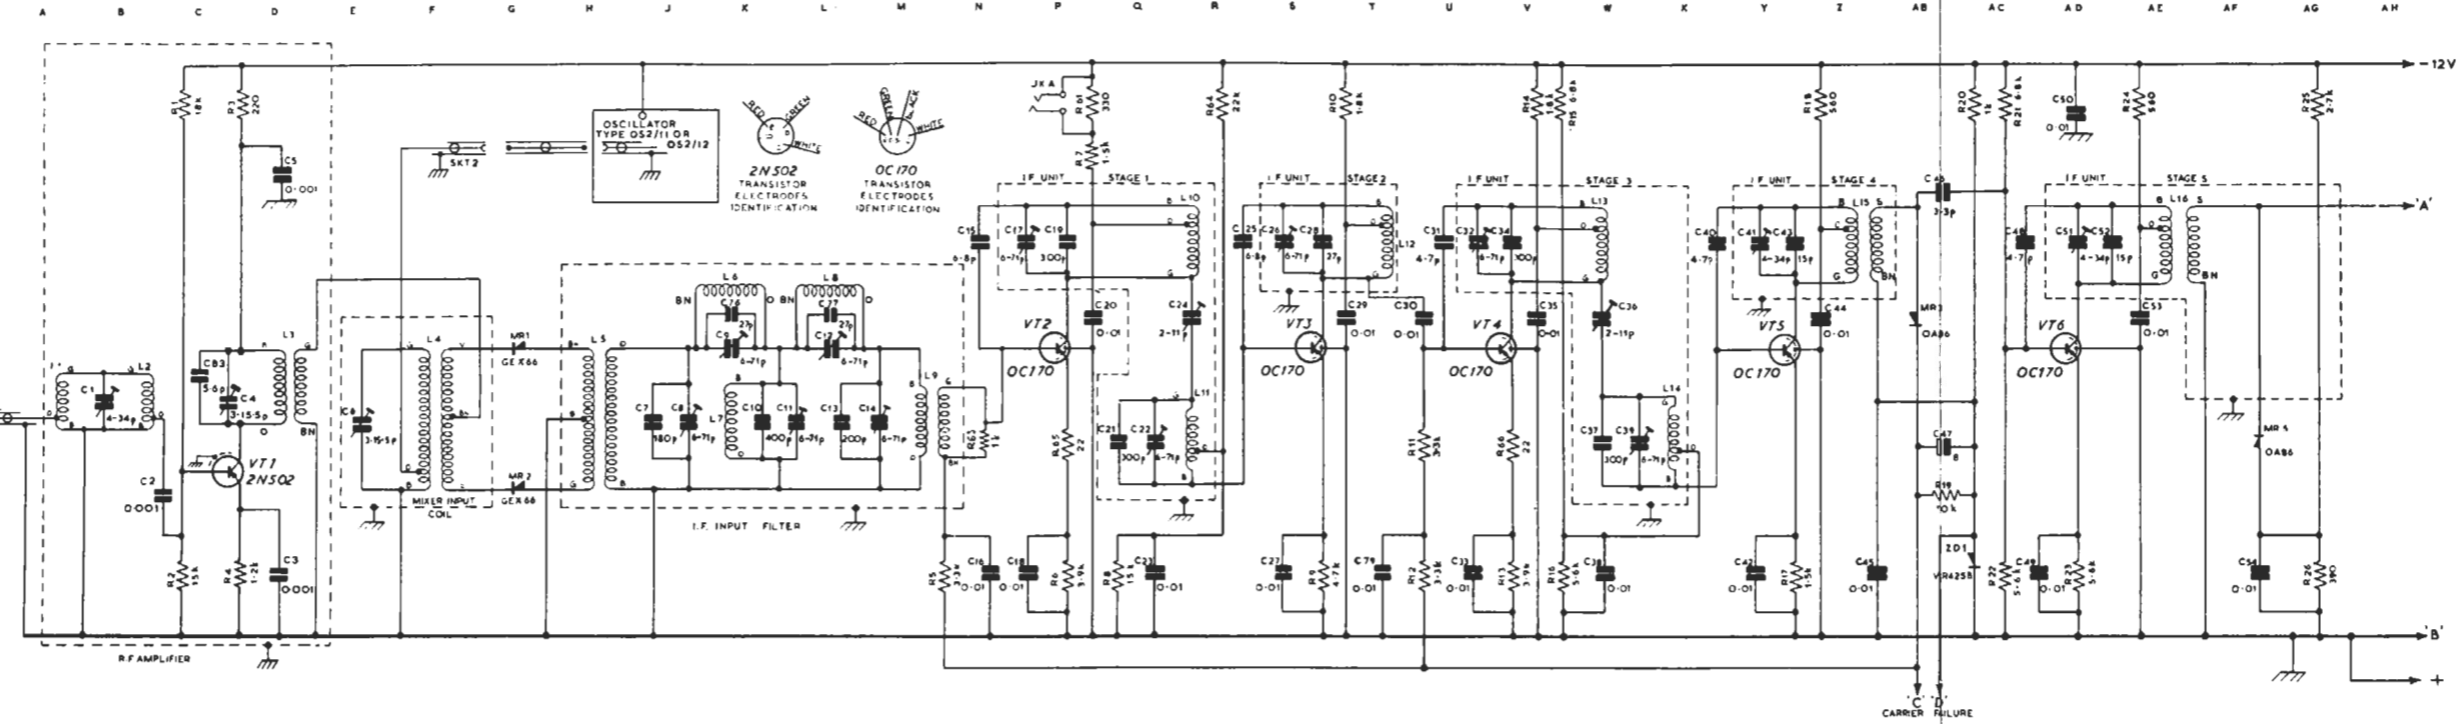 A B C D E F G H J K L M N P Q R S T U V W X Y Z AB AC AD AE AF AG AH
-12V
R1 18k
R3 220
C5
0·001
SKT2
OSCILLATOR
TYPE OS2/11 OR
OS2/12
RED GREEN WHITE
2N502
TRANSISTOR
ELECTRODES
IDENTIFICATION
RED GREEN BLACK WHITE
OC170
TRANSISTOR
ELECTRODES
IDENTIFICATION
JKA
R61 330
R7 1·5k
R64 22k
R10 1·8k
R14 1·8k
R15 6·8k
R18 560
R20 1k
R21 6·8k
C50
0·01
R24 560
R25 2·7k
I F UNIT STAGE 1
I F UNIT STAGE 2
I F UNIT STAGE 3
I F UNIT STAGE 4
I F UNIT STAGE 5
C46
3·3p
'A'
C15 6-8p
C17 6-71p
C19 300p
L10
C25 6-8p
C26 6-71p
C28 27p
L12
C31 4-7p
C32 6-71p
C34 300p
L13
C40 4-7p
C41 6-34p
C43 15p
L15
C48 4-7p
C51 4-34p
C52 15p
L16
L6
C76
27p
C9
6-71p
L8
C77
27p
C12
6-71p
C20
0·01
C24
2-11p
C29
0·01
C30
0·01
C35
0·01
C36
2-11p
C44
0·01
MR3
OA86
C53
0·01
VT2
OC170
VT3
OC170
VT4
OC170
VT5
OC170
VT6
OC170
L2
C1
4-34p
CB3
5·6p
C4
3-15·5p
L3
VT1
2N502
C2
0·001
C6
3-15·5p
L4
MR1
GEX66
MR2
GEX66
L5
C7
180p
C8
6-71p
L7
C10
400p
C11
6-71p
C13
200p
C14
6-71p
L9
R63 1k
R65 22
C21
300p
C22
6-71p
L11
R11 33k
R66 22
C37
300p
C39
6-71p
L14
C47
8
R19
10k
MR5
OA86
MIXER INPUT
COIL
I.F. INPUT FILTER
R2 15k
R4 1·2k
C3
0·001
R5 3·3k
C16
0·01
C18
0·01
R6 3·9k
R8 15k
C23
0·01
C27
0·01
R9 4·7k
C79
0·01
R12 3·3k
C33
0·01
R13 3·9k
R16 5·6k
C38
0·01
C42
0·01
R17 1·5k
C45
0·01
ZD1
VR425B
R22 5·6k
C49
0·01
R23 5·6k
C54
0·01
R26 390
'B'
R.F AMPLIFIER
+
'C' 'D'
CARRIER FAILURE